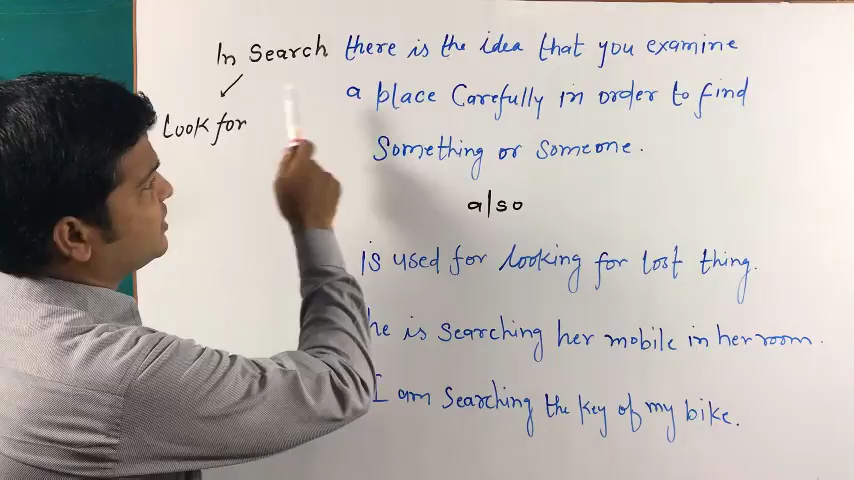 In Search there is the idea that you examine
Look for
a place Carefully in order to find
Something or someone.
also
is used for looking for lost thing.
he is searching her mobile in her room.
I am searching the key of my bike.